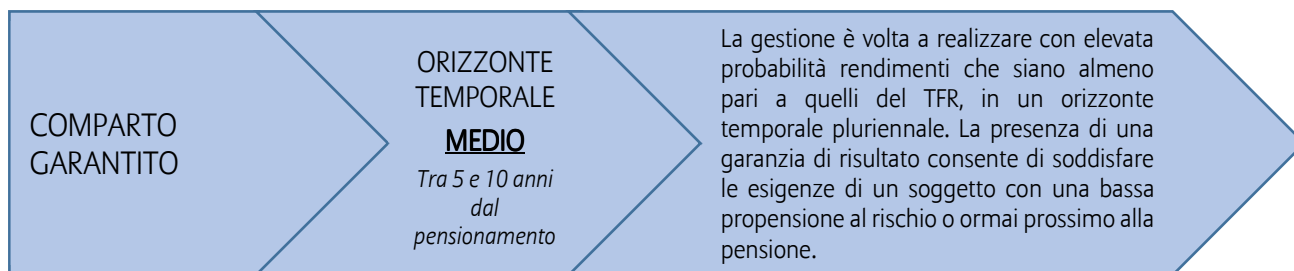 COMPARTO
GARANTITO
ORIZZONTE
TEMPORALE
MEDIO
Tra 5 e 10 anni
dal
pensionamento
La gestione è volta a realizzare con elevata
probabilità rendimenti che siano almeno
pari a quelli del TFR, in un orizzonte
temporale pluriennale. La presenza di una
garanzia di risultato consente di soddisfare
le esigenze di un soggetto con una bassa
propensione al rischio o ormai prossimo alla
pensione.